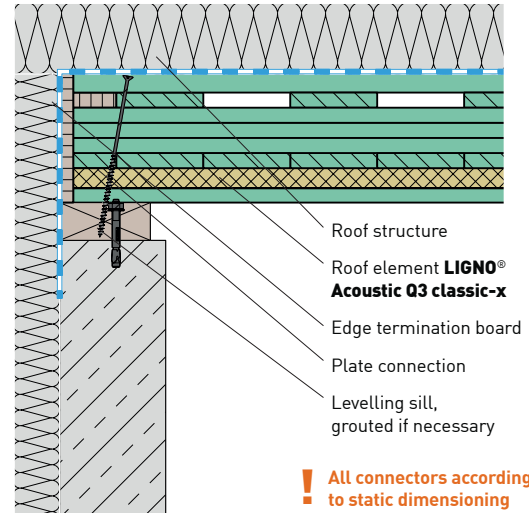 Roof structure
Roof element LIGNO®
Acoustic Q3 classic-x
Edge termination board
Plate connection
Levelling sill,
grouted if necessary
! All connectors according
to static dimensioning